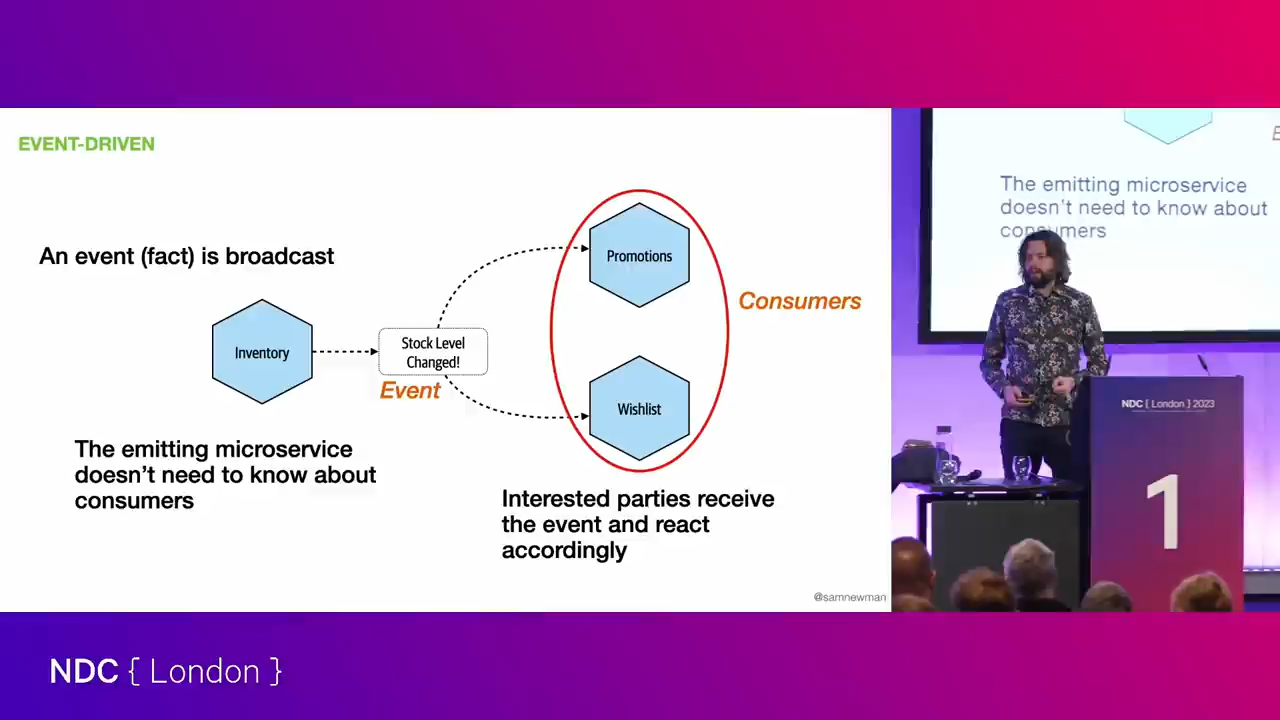 EVENT-DRIVEN
An event (fact) is broadcast
Inventory
Stock Level
Changed!
Event
Promotions
Wishlist
Consumers
The emitting microservice
doesn't need to know about
consumers
Interested parties receive
the event and react
accordingly
@samnewman
The emitting microservice
doesn't need to know about
consumers
E
NDC { London } 2023
1
NDC { London }